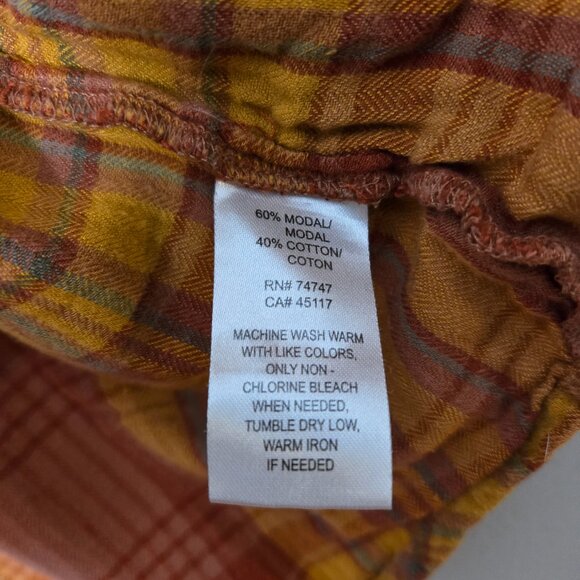 60% MODAL/
MODAL
40% COTTON/
COTON
RN# 74747
CA# 45117
MACHINE WASH WARM
WITH LIKE COLORS,
ONLY NON -
CHLORINE BLEACH
WHEN NEEDED,
TUMBLE DRY LOW,
WARM IRON
IF NEEDED